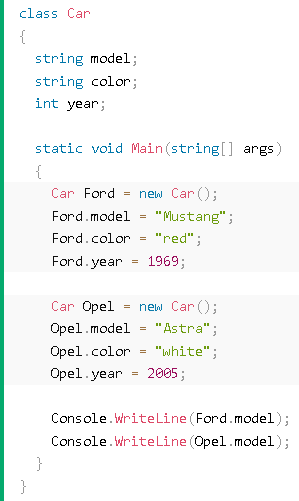 class Car
{
  string model;
  string color;
  int year;

  static void Main(string[] args)
  {
    Car Ford = new Car();
    Ford.model = "Mustang";
    Ford.color = "red";
    Ford.year = 1969;

    Car Opel = new Car();
    Opel.model = "Astra";
    Opel.color = "white";
    Opel.year = 2005;

    Console.WriteLine(Ford.model);
    Console.WriteLine(Opel.model);
  }
}